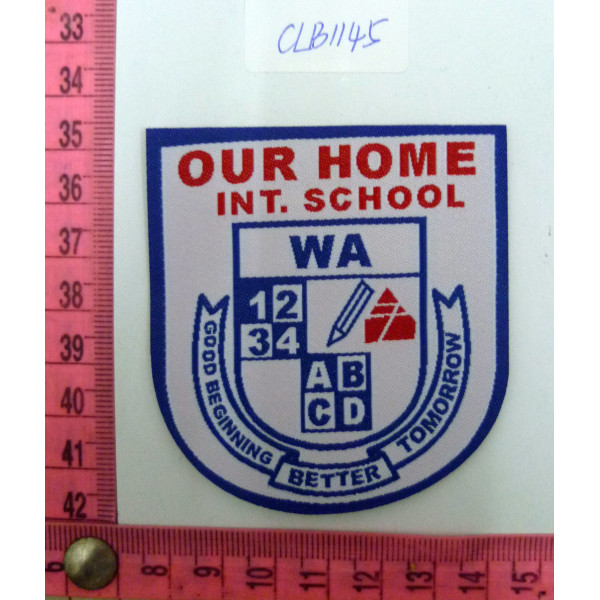 CLB1145
33
34
35
36
37
38
39
40
41
42
OUR HOME
INT. SCHOOL
WA
12
34
AB
CD
GOOD BEGINNING
BETTER
TOMORROW
6
8
9
10
11
12
13
14
15